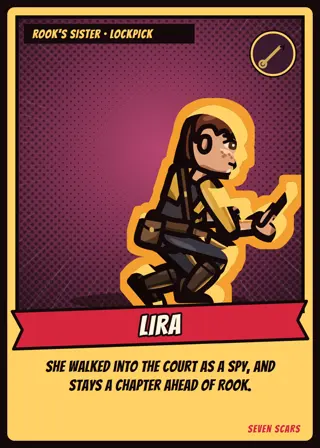 ROOK'S SISTER · LOCKPICK
LIRA
SHE WALKED INTO THE COURT AS A SPY, AND
STAYS A CHAPTER AHEAD OF ROOK.
SEVEN SCARS